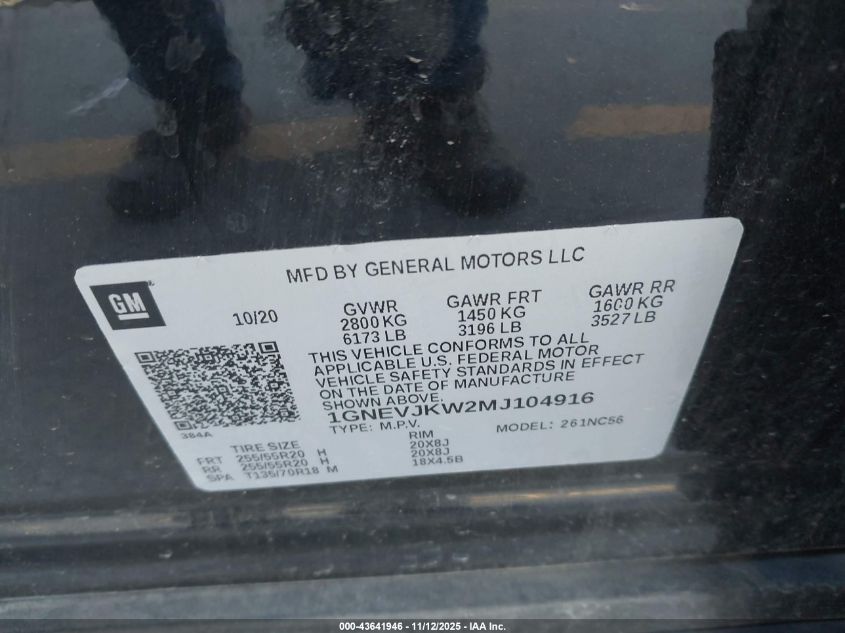 MFD BY GENERAL MOTORS LLC
GM
10/20
GVWR
2800 KG
6173 LB
GAWR FRT
1450 KG
3196 LB
GAWR RR
1600 KG
3527 LB
THIS VEHICLE CONFORMS TO ALL
APPLICABLE U.S. FEDERAL MOTOR
VEHICLE SAFETY STANDARDS IN EFFECT
ON THE DATE OF MANUFACTURE
SHOWN ABOVE.
1GNEVJKW2MJ104916
TYPE: M.P.V.
MODEL: 261NC56
384A
TIRE SIZE RIM
FRT 255/55R20 H 20X8J
RR 255/55R20 H 20X8J
SPA T135/70R18 M 18X4.5B
000-43641946 - 11/12/2025 - IAA Inc.